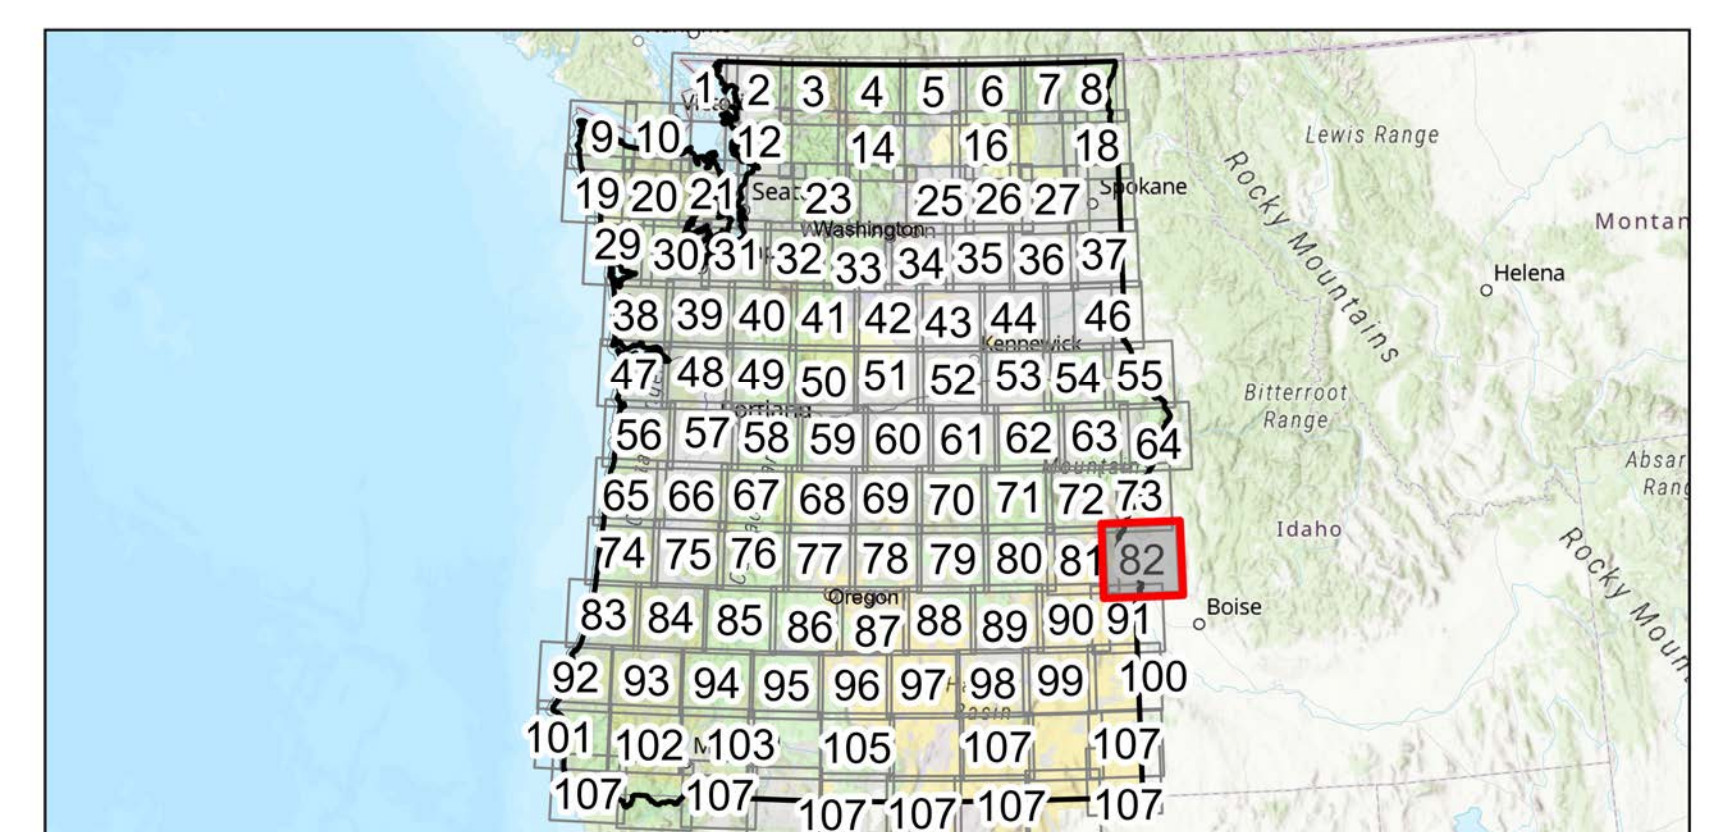 1 2 3 4 5 6 7 8
Lewis Range
9 10 12 14 16 18
Rocky Mountains
19 20 21 23 25 26 27 Spokane
Washington
Montan
29 30 31 32 33 34 35 36 37
Helena
38 39 40 41 42 43 44 46
Kennewick
47 48 49 50 51 52 53 54 55
Bitterroot
Range
Portland
56 57 58 59 60 61 62 63 64
Absar
Rang
65 66 67 68 69 70 71 72 73
Idaho
74 75 76 77 78 79 80 81 82
Rocky Moun
Oregon
Boise
83 84 85 86 87 88 89 90 91
92 93 94 95 96 97 98 99 100
Basin
101 102 103 105 107 107
107 107 107 107 107 107